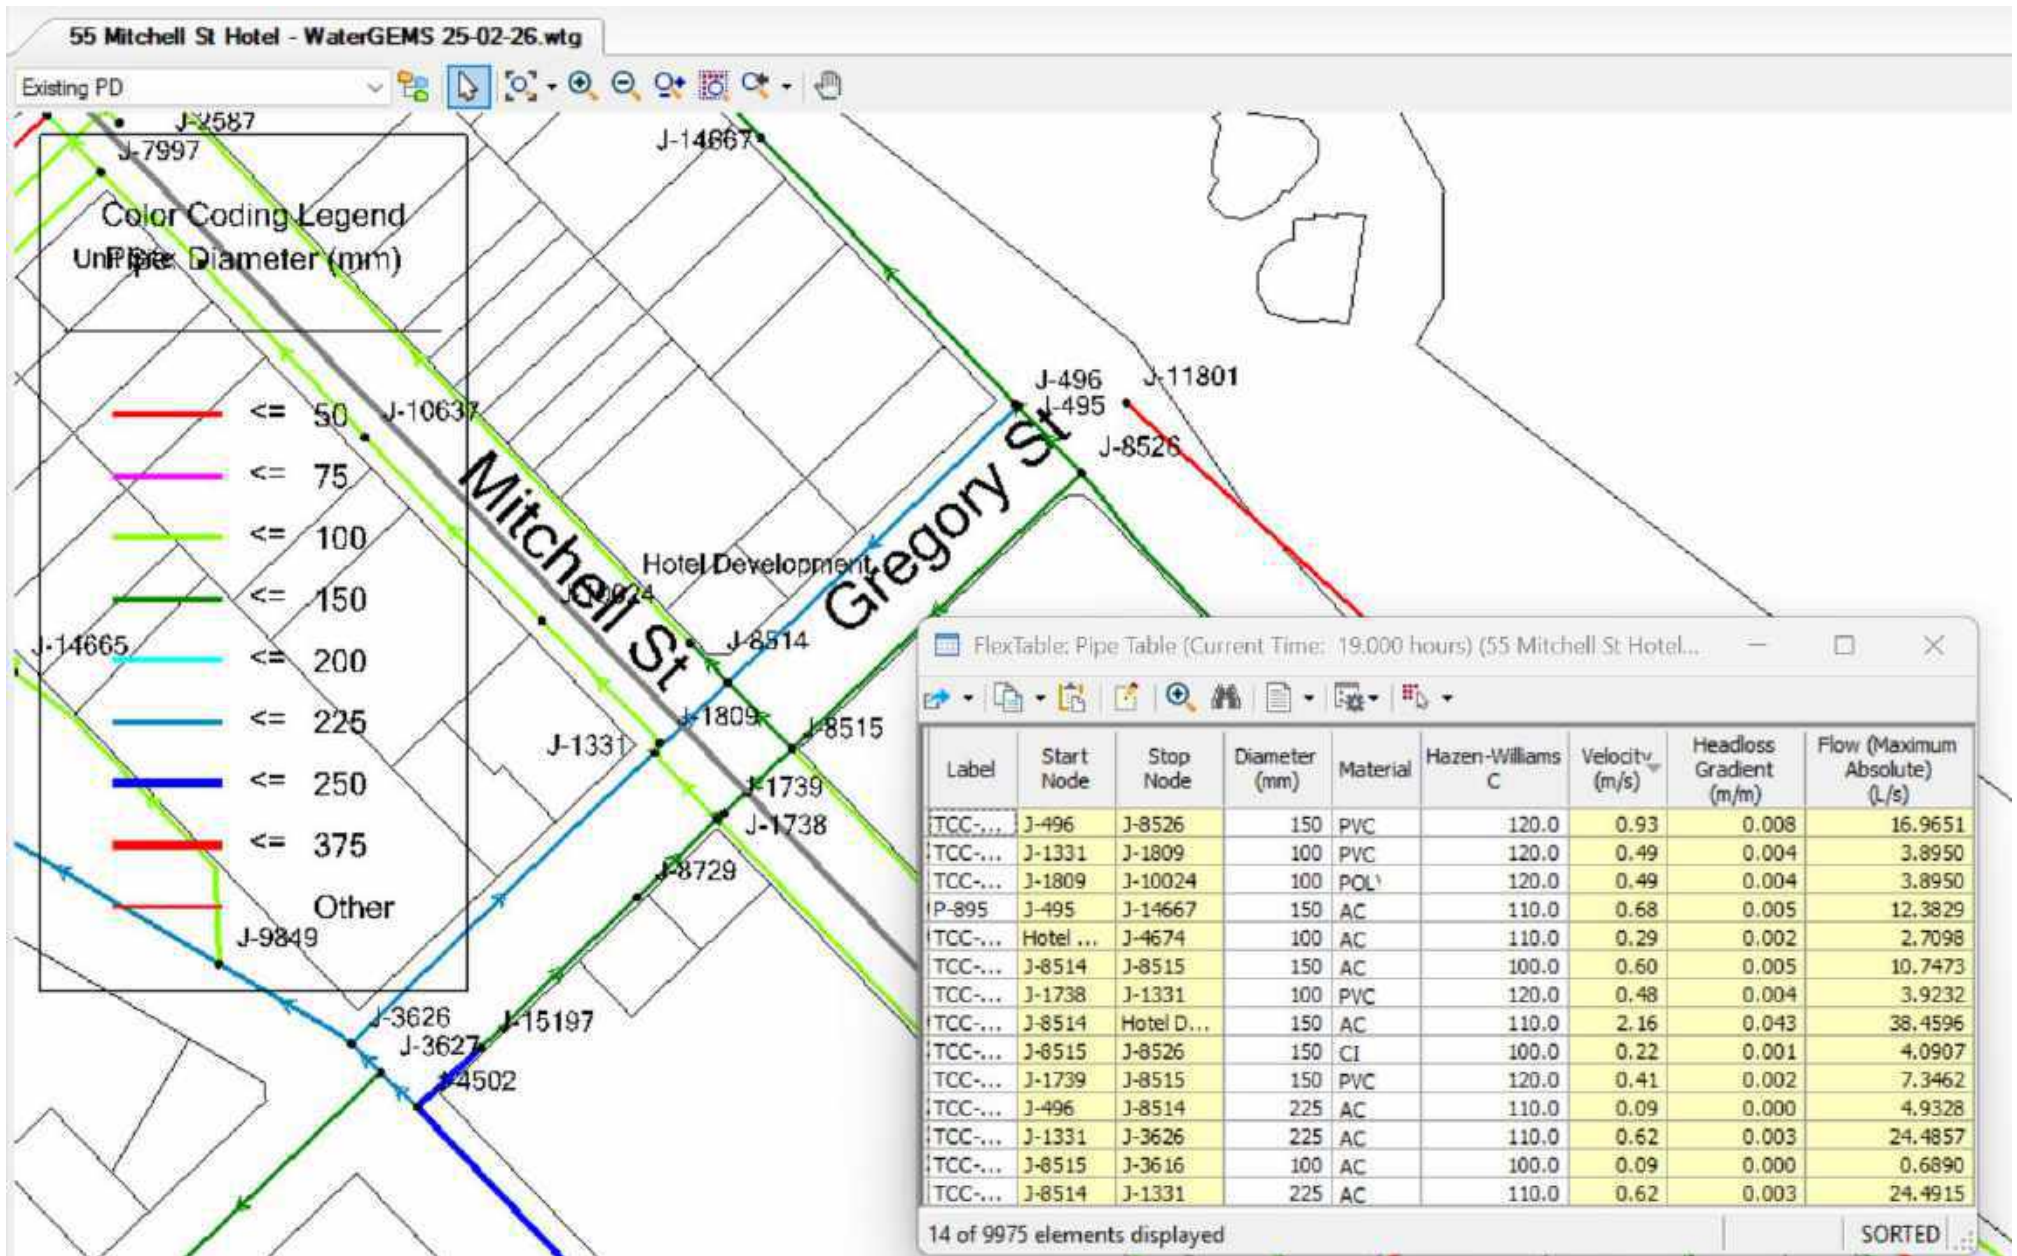 55 Mitchell St Hotel - WaterGEMS 25-02-26.wtg
Existing PD
J-2587
J-7997
J-14667
Color Coding Legend
Pipe: Diameter (mm)
<= 50
<= 75
<= 100
<= 150
<= 200
<= 225
<= 250
<= 375
Other
J-10637
J-496
J-11801
J-495
J-8526
Mitchell St
Gregory St
Hotel Development
J-10024
J-8514
J-14665
J-1809
J-8515
J-1331
J-1739
J-1738
J-8729
J-9849
J-3626
J-15197
J-3627
J-4502
FlexTable: Pipe Table (Current Time: 19.000 hours) (55 Mitchell St Hotel...
Label Start Node Stop Node Diameter (mm) Material Hazen-Williams C Velocity (m/s) Headloss Gradient (m/m) Flow (Maximum Absolute) (L/s)
TCC-... J-496 J-8526 150 PVC 120.0 0.93 0.008 16.9651
TCC-... J-1331 J-1809 100 PVC 120.0 0.49 0.004 3.8950
TCC-... J-1809 J-10024 100 POLY 120.0 0.49 0.004 3.8950
P-895 J-495 J-14667 150 AC 110.0 0.68 0.005 12.3829
TCC-... Hotel ... J-4674 100 AC 110.0 0.29 0.002 2.7098
TCC-... J-8514 J-8515 150 AC 100.0 0.60 0.005 10.7473
TCC-... J-1738 J-1331 100 PVC 120.0 0.48 0.004 3.9232
TCC-... J-8514 Hotel D... 150 AC 110.0 2.16 0.043 38.4596
TCC-... J-8515 J-8526 150 CI 100.0 0.22 0.001 4.0907
TCC-... J-1739 J-8515 150 PVC 120.0 0.41 0.002 7.3462
TCC-... J-496 J-8514 225 AC 110.0 0.09 0.000 4.9328
TCC-... J-1331 J-3626 225 AC 110.0 0.62 0.003 24.4857
TCC-... J-8515 J-3616 100 AC 100.0 0.09 0.000 0.6890
TCC-... J-8514 J-1331 225 AC 110.0 0.62 0.003 24.4915
14 of 9975 elements displayed
SORTED